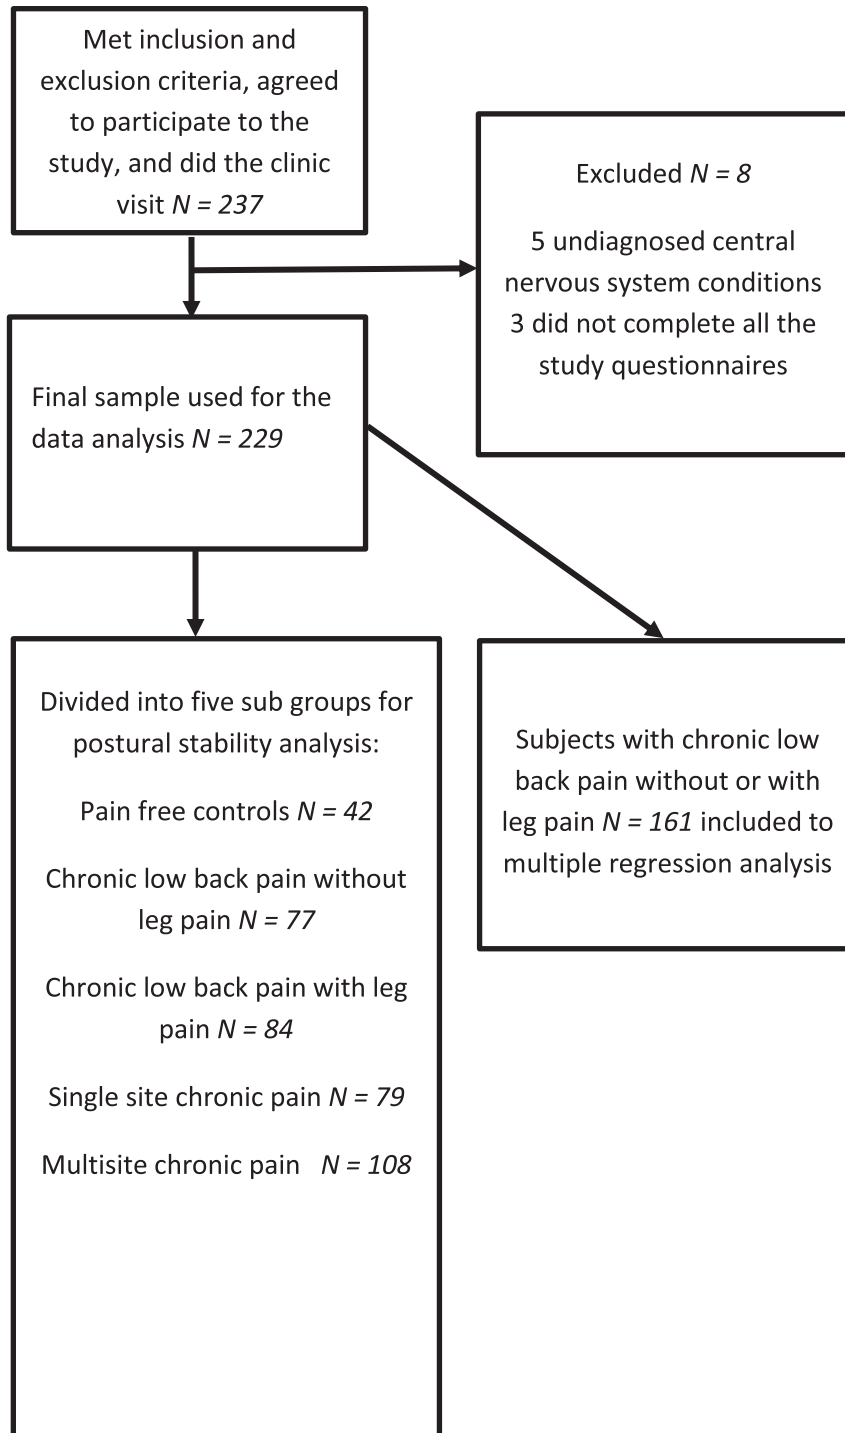 Met inclusion and
exclusion criteria, agreed
to participate to the
study, and did the clinic
visit N = 237
Excluded N = 8
5 undiagnosed central
nervous system conditions
3 did not complete all the
study questionnaires
Final sample used for the
data analysis N = 229
Divided into five sub groups for
postural stability analysis:
Pain free controls N = 42
Chronic low back pain without
leg pain N = 77
Chronic low back pain with leg
pain N = 84
Single site chronic pain N = 79
Multisite chronic pain N = 108
Subjects with chronic low
back pain without or with
leg pain N = 161 included to
multiple regression analysis